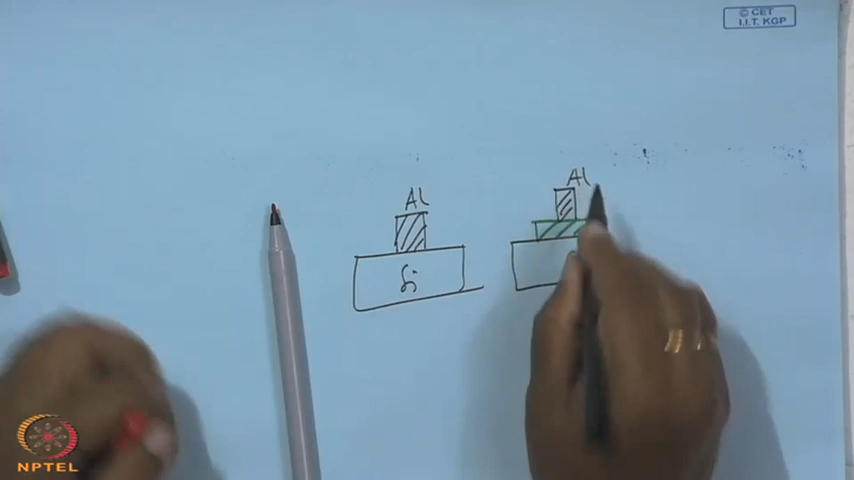 © CET
I.I.T. KGP
Al
Al
Si
NPTEL